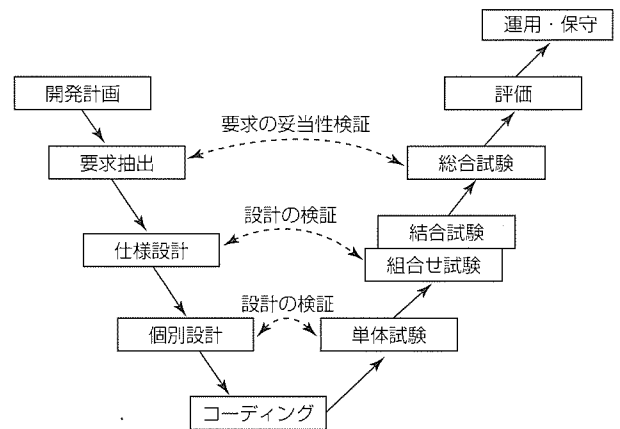 運用・保守
開発計画
評価
要求の妥当性検証
要求抽出
総合試験
設計の検証
結合試験
仕様設計
組合せ試験
設計の検証
個別設計
単体試験
コーディング